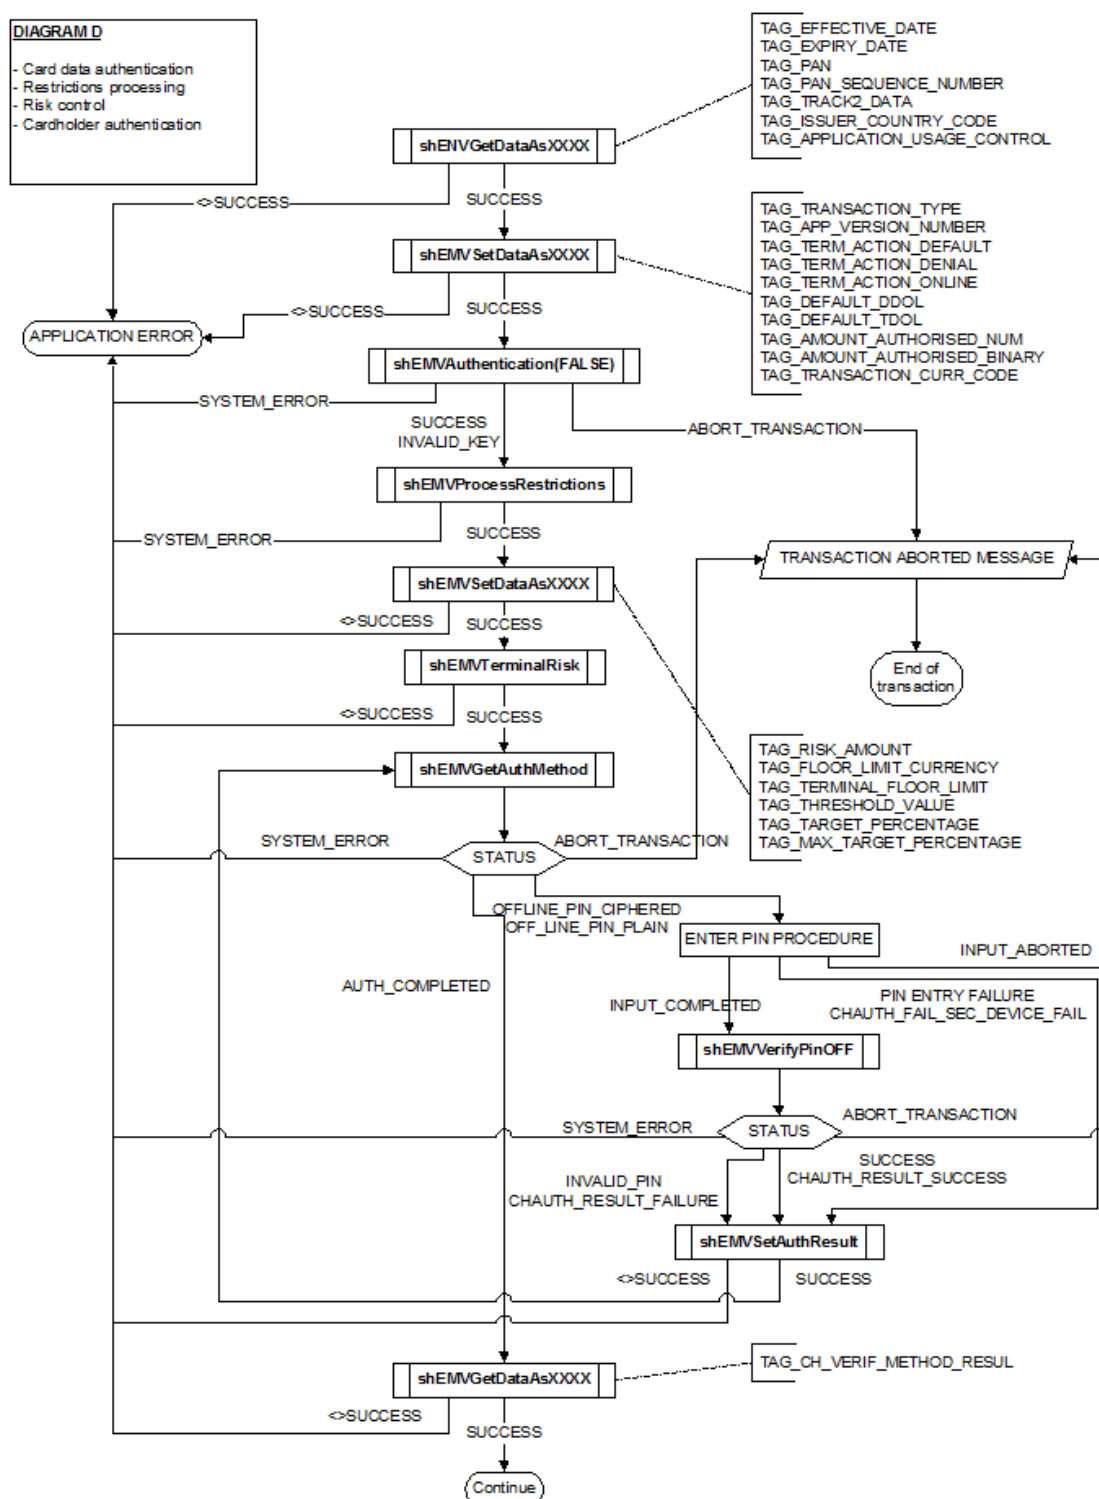 DIAGRAM D
- Card data authentication
- Restrictions processing
- Risk control
- Cardholder authentication
TAG_EFFECTIVE_DATE
TAG_EXPIRY_DATE
TAG_PAN
TAG_PAN_SEQUENCE_NUMBER
TAG_TRACK2_DATA
TAG_ISSUER_COUNTRY_CODE
TAG_APPLICATION_USAGE_CONTROL
shENVGetDataAsXXXX
<>SUCCESS
SUCCESS
shEMVSetDataAsXXXX
TAG_TRANSACTION_TYPE
TAG_APP_VERSION_NUMBER
TAG_TERM_ACTION_DEFAULT
TAG_TERM_ACTION_DENIAL
TAG_TERM_ACTION_ONLINE
TAG_DEFAULT_DDOL
TAG_DEFAULT_TDOL
TAG_AMOUNT_AUTHORISED_NUM
TAG_AMOUNT_AUTHORISED_BINARY
TAG_TRANSACTION_CURR_CODE
<>SUCCESS
SUCCESS
APPLICATION ERROR
shEMVAuthentication(FALSE)
SYSTEM_ERROR
SUCCESS
INVALID_KEY
ABORT_TRANSACTION
shEMVProcessRestrictions
SYSTEM_ERROR
SUCCESS
TRANSACTION ABORTED MESSAGE
shEMVSetDataAsXXXX
<>SUCCESS
SUCCESS
shEMVTerminalRisk
End of
transaction
<>SUCCESS
SUCCESS
shEMVGetAuthMethod
TAG_RISK_AMOUNT
TAG_FLOOR_LIMIT_CURRENCY
TAG_TERMINAL_FLOOR_LIMIT
TAG_THRESHOLD_VALUE
TAG_TARGET_PERCENTAGE
TAG_MAX_TARGET_PERCENTAGE
SYSTEM_ERROR
STATUS
ABORT_TRANSACTION
OFFLINE_PIN_CIPHERED
OFF_LINE_PIN_PLAIN
ENTER PIN PROCEDURE
INPUT_ABORTED
AUTH_COMPLETED
INPUT_COMPLETED
PIN ENTRY FAILURE
CHAUTH_FAIL_SEC_DEVICE_FAIL
shEMVVerifyPinOFF
SYSTEM_ERROR
STATUS
ABORT_TRANSACTION
INVALID_PIN
CHAUTH_RESULT_FAILURE
SUCCESS
CHAUTH_RESULT_SUCCESS
shEMVSetAuthResult
<>SUCCESS
SUCCESS
shEMVGetDataAsXXXX
TAG_CH_VERIF_METHOD_RESUL
<>SUCCESS
SUCCESS
Continue